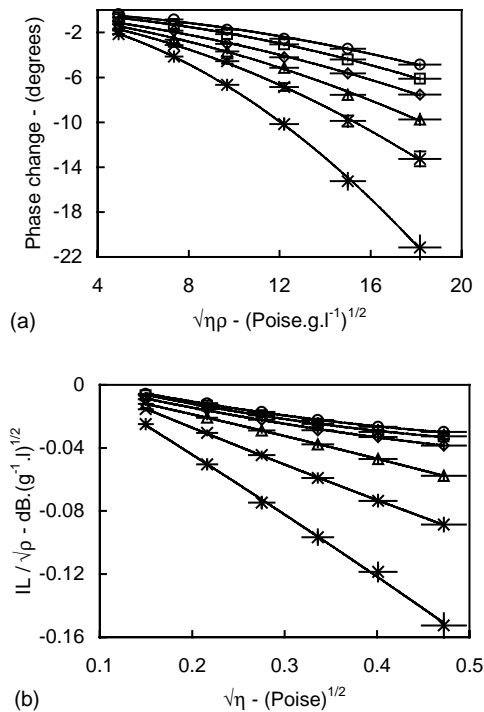 -2
-6
-10
-14
-18
-22
Phase change - (degrees)
4 8 12 16 20
(a)
√ηρ - (Poise.g.l⁻¹)¹/²
0
-0.04
-0.08
-0.12
-0.16
IL / √ρ - dB.(g⁻¹.l)¹/²
0.1 0.2 0.3 0.4 0.5
(b)
√η - (Poise)¹/²